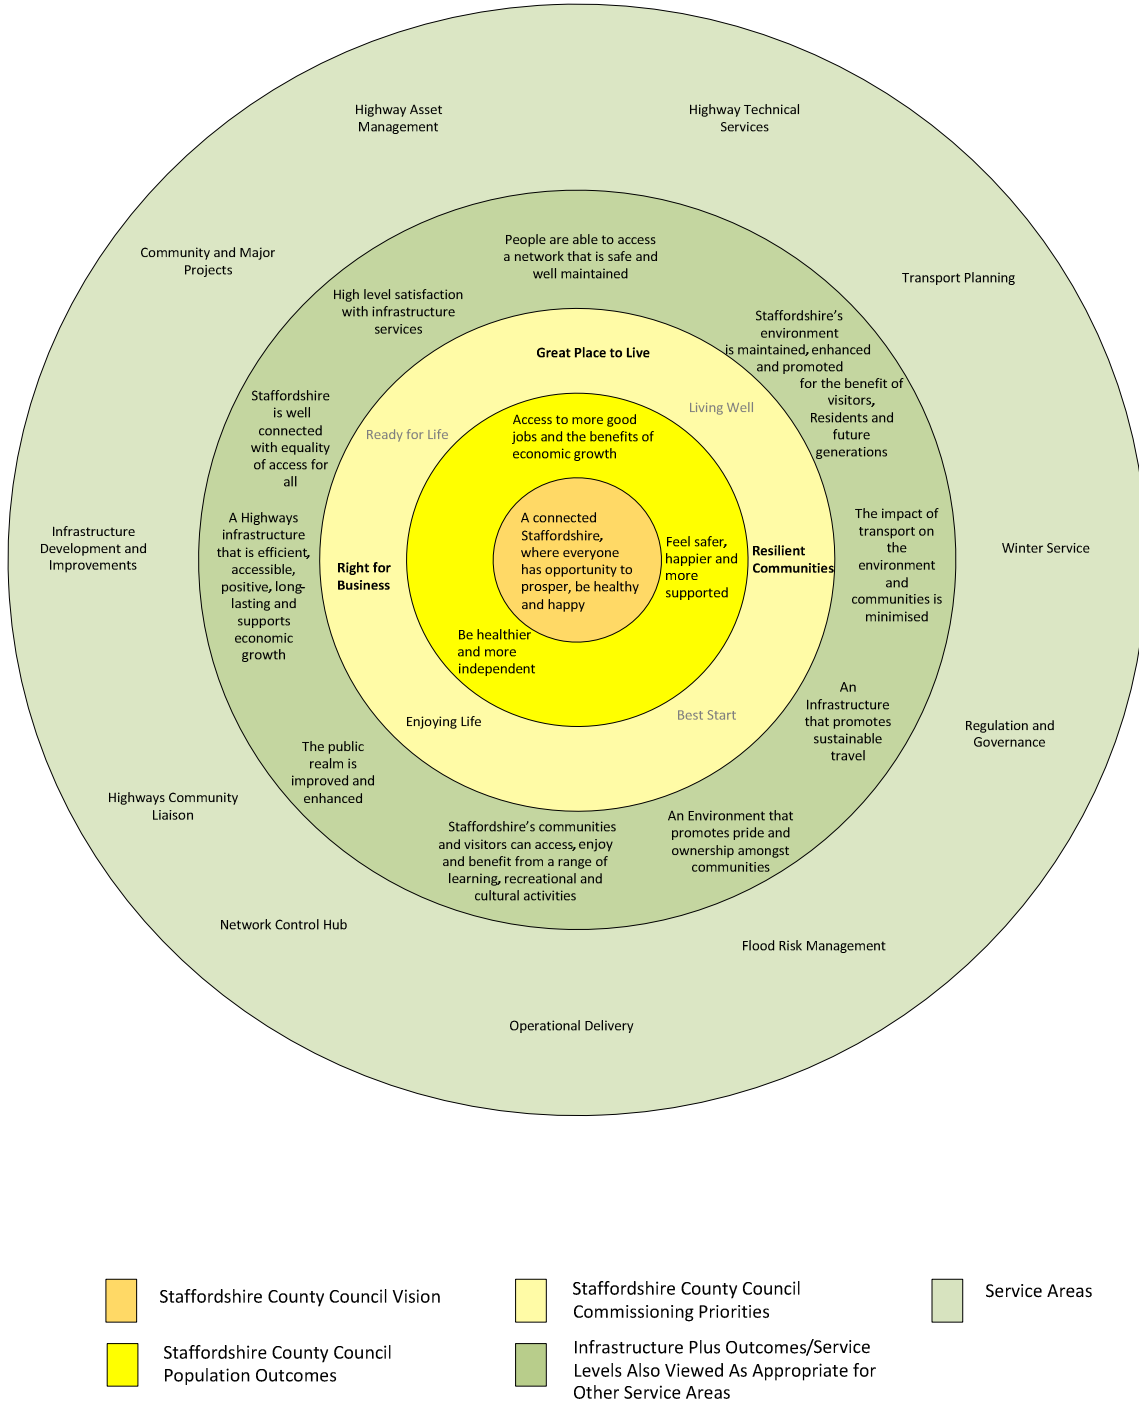 Highway Asset
Management
Highway Technical
Services
Community and Major
Projects
Transport Planning
People are able to access
a network that is safe and
well maintained
High level satisfaction
with infrastructure
services
Staffordshire's
environment
is maintained, enhanced
and promoted
for the benefit of
visitors,
Residents and
future
generations
Great Place to Live
Living Well
Ready for Life
Staffordshire
is well
connected
with equality
of access for
all
Access to more good
jobs and the benefits of
economic growth
A Highways
infrastructure
that is efficient,
accessible,
positive, long-
lasting and
supports
economic
growth
Infrastructure
Development and
Improvements
Right for
Business
A connected
Staffordshire,
where everyone
has opportunity to
prosper, be healthy
and happy
Feel safer,
happier and
more
supported
Resilient
Communities
The impact of
transport on
the
environment
and
communities is
minimised
Winter Service
Be healthier
and more
independent
Enjoying Life
Best Start
An
Infrastructure
that promotes
sustainable
travel
Regulation and
Governance
The public
realm is
improved and
enhanced
Highways Community
Liaison
Staffordshire's communities
and visitors can access, enjoy
and benefit from a range of
learning, recreational and
cultural activities
An Environment that
promotes pride and
ownership amongst
communities
Network Control Hub
Flood Risk Management
Operational Delivery
Staffordshire County Council Vision
Staffordshire County Council
Population Outcomes
Staffordshire County Council
Commissioning Priorities
Infrastructure Plus Outcomes/Service
Levels Also Viewed As Appropriate for
Other Service Areas
Service Areas